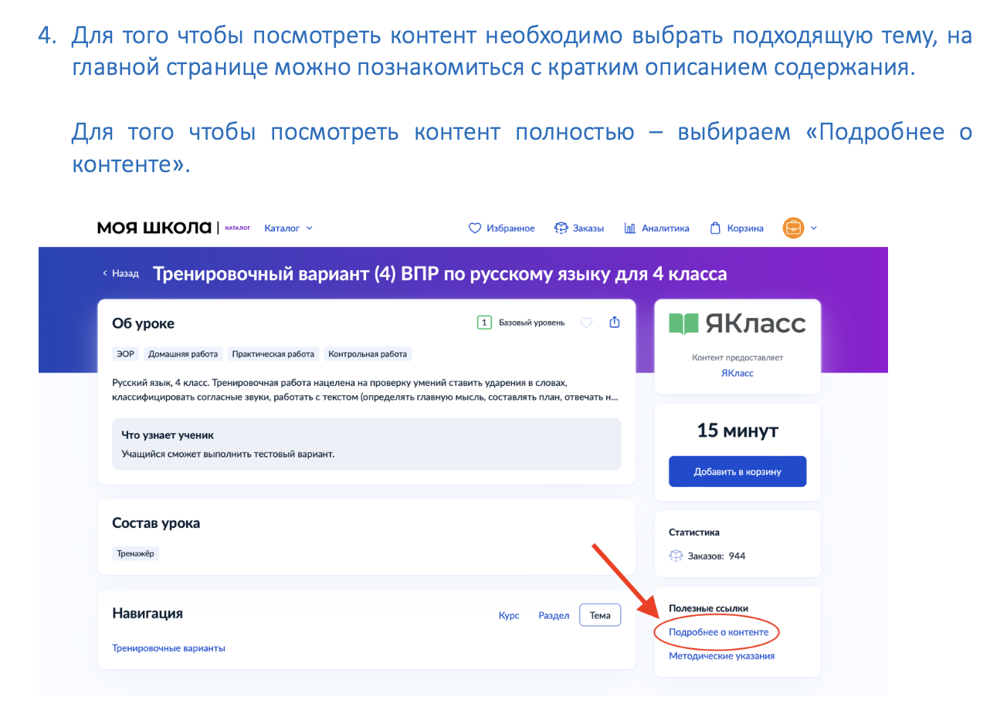 4. Для того чтобы посмотреть контент необходимо выбрать подходящую тему, на
главной странице можно познакомиться с кратким описанием содержания.
Для того чтобы посмотреть контент полностью – выбираем «Подробнее о
контенте».
МОЯ ШКОЛА | КАТАЛОГ Каталог Избранное Заказы Аналитика Корзина
Назад Тренировочный вариант (4) ВПР по русскому языку для 4 класса
Об уроке 1 Базовый уровень
ЭОР Домашняя работа Практическая работа Контрольная работа
Русский язык, 4 класс. Тренировочная работа нацелена на проверку умений ставить ударения в словах,
классифицировать согласные звуки, работать с текстом (определять главную мысль, составлять план, отвечать н...
Что узнает ученик
Учащийся сможет выполнить тестовый вариант.
Состав урока
Тренажёр
Навигация Курс Раздел Тема
Тренировочные варианты
ЯКласс
Контент предоставляет
ЯКласс
15 минут
Добавить в корзину
Статистика
Заказов: 944
Полезные ссылки
Подробнее о контенте
Методические указания